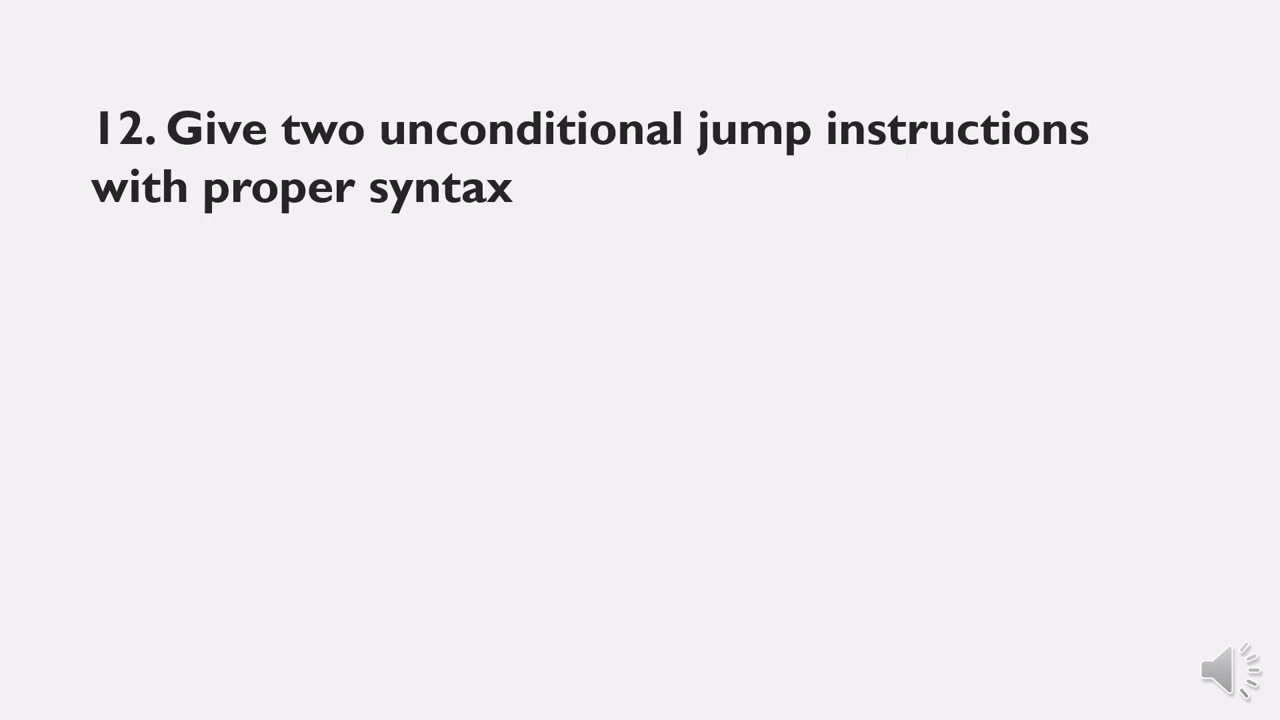 12. Give two unconditional jump instructions
with proper syntax